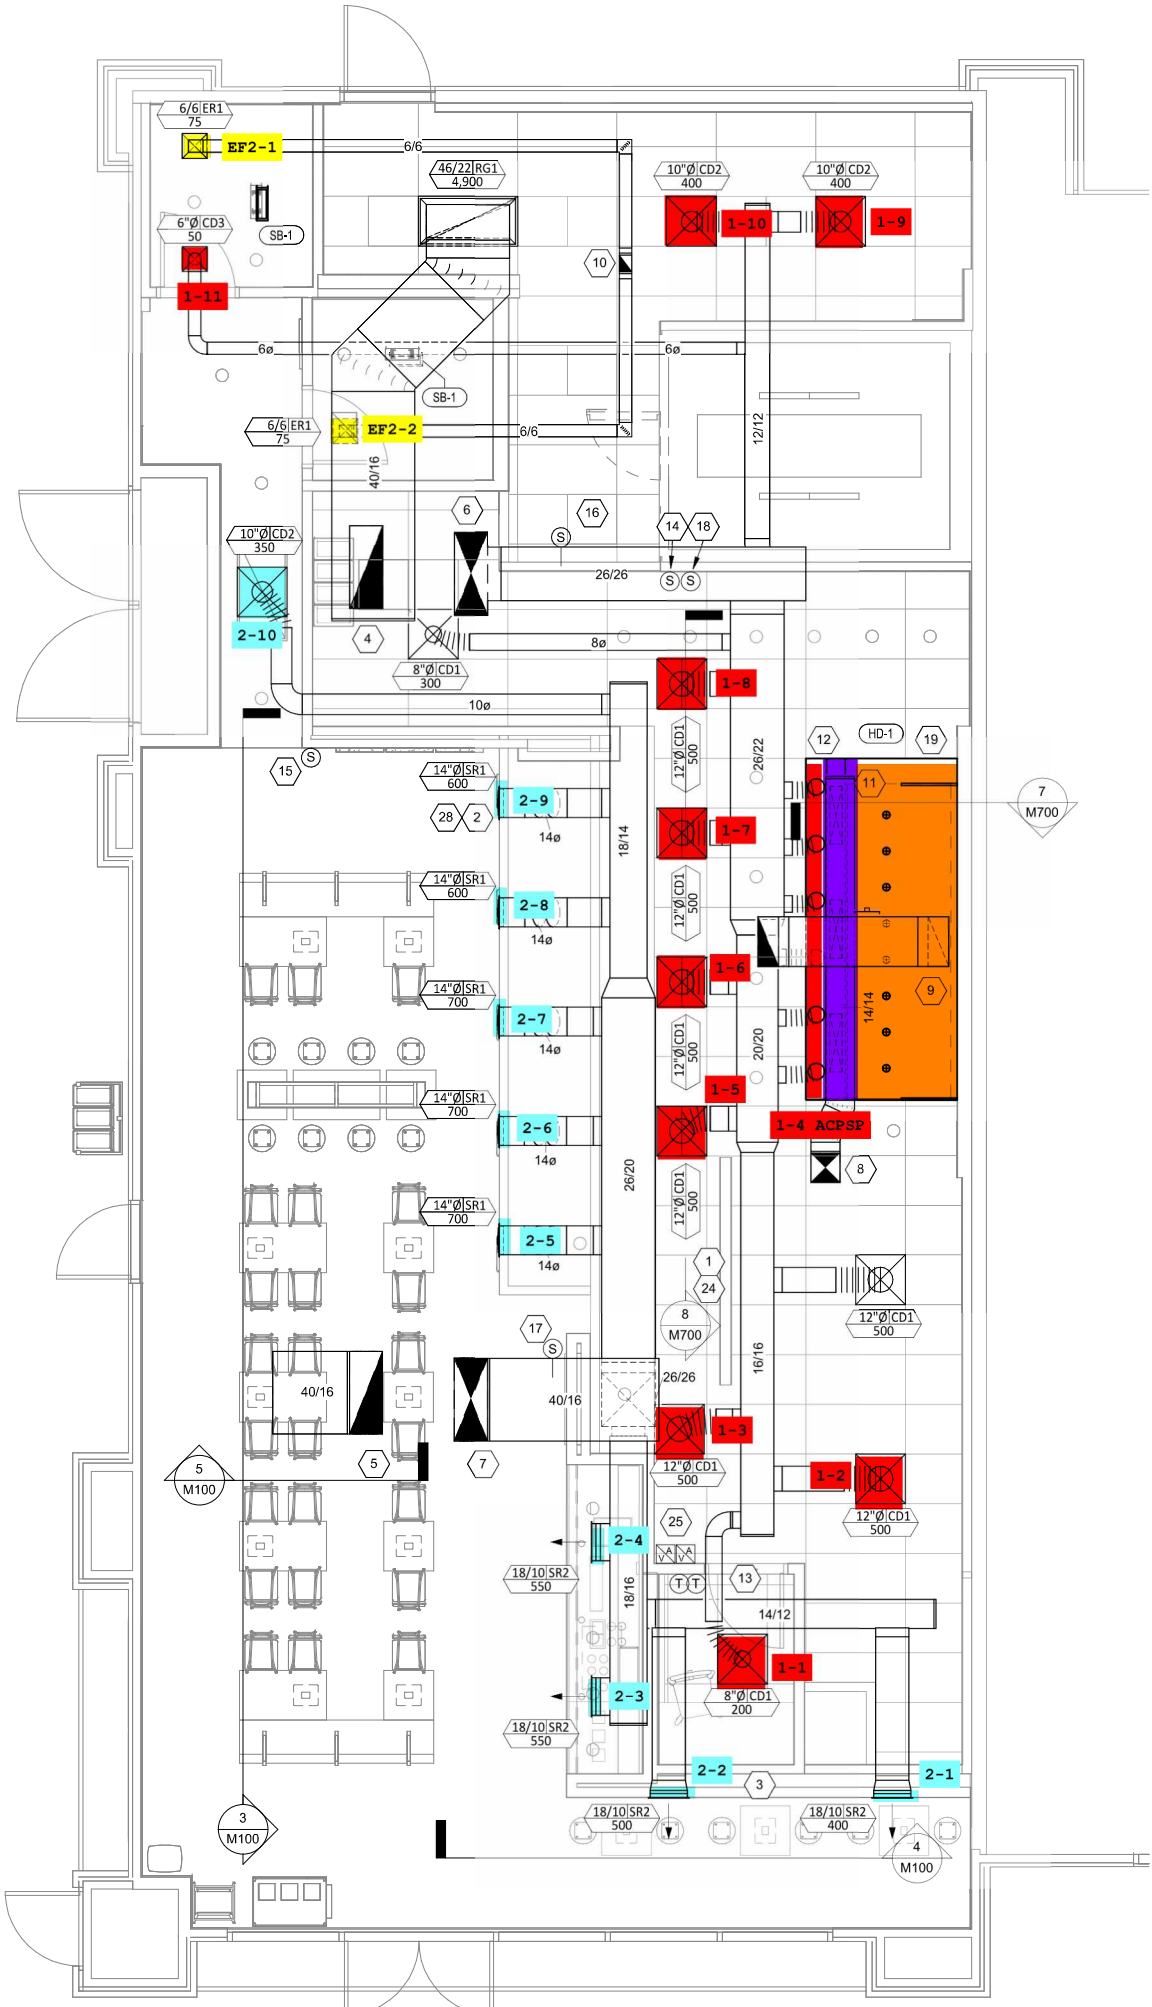 6/6 ER1
75
EF2-1
6/6
46/22 RG1
4,900
10"Ø CD2
400
10"Ø CD2
400
6"Ø CD3
50
SB-1
1-10
1-9
10
1-11
6ø
6ø
SB-1
6/6 ER1
75
EF2-2
6/6
12/12
40/16
6
16
14
18
10"Ø CD2
350
S
26/26
S
S
2-10
4
8ø
8"Ø CD1
300
1-8
10ø
12"Ø CD1
500
26/22
12
HD-1
19
15
S
14"Ø SR1
600
2-9
11
28
2
14ø
18/14
1-7
7
M700
14"Ø SR1
600
2-8
14ø
12"Ø CD1
500
1-6
14"Ø SR1
700
2-7
14ø
12"Ø CD1
500
20/20
14/14
9
1-5
14"Ø SR1
700
2-6
14ø
1-4 ACPSP
8
26/20
12"Ø CD1
500
14"Ø SR1
700
2-5
14ø
1
24
8
M700
12"Ø CD1
500
17
S
16/16
40/16
40/16
26/26
5
7
1-3
12"Ø CD1
500
5
M100
1-2
12"Ø CD1
500
25
2-4
A
V
A
V
18/10 SR2
550
18/16
T
T
13
14/12
1-1
8"Ø CD1
200
2-3
18/10 SR2
550
2-2
3
2-1
18/10 SR2
500
18/10 SR2
400
3
M100
4
M100